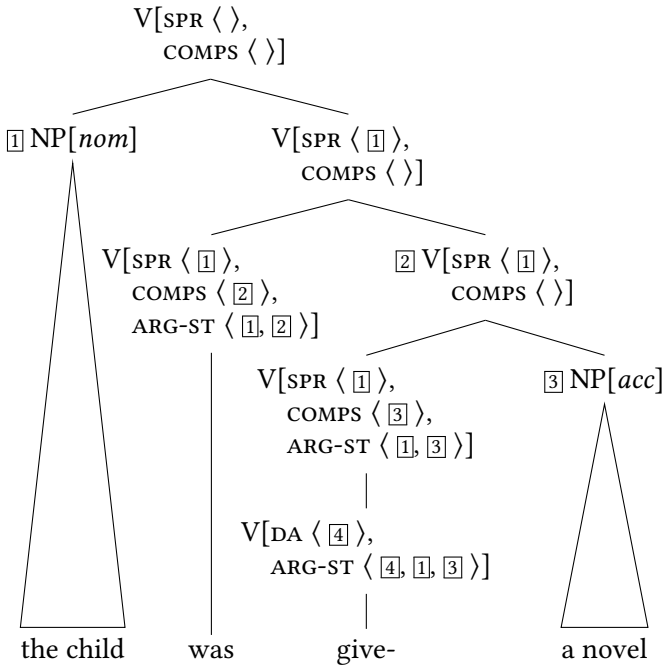 V[SPR ⟨ ⟩,
COMPS ⟨ ⟩]
1 NP[nom]
V[SPR ⟨ 1 ⟩,
COMPS ⟨ ⟩]
V[SPR ⟨ 1 ⟩,
COMPS ⟨ 2 ⟩,
ARG-ST ⟨ 1, 2 ⟩]
2 V[SPR ⟨ 1 ⟩,
COMPS ⟨ ⟩]
V[SPR ⟨ 1 ⟩,
COMPS ⟨ 3 ⟩,
ARG-ST ⟨ 1, 3 ⟩]
3 NP[acc]
V[DA ⟨ 4 ⟩,
ARG-ST ⟨ 4, 1, 3 ⟩]
the child was give- a novel